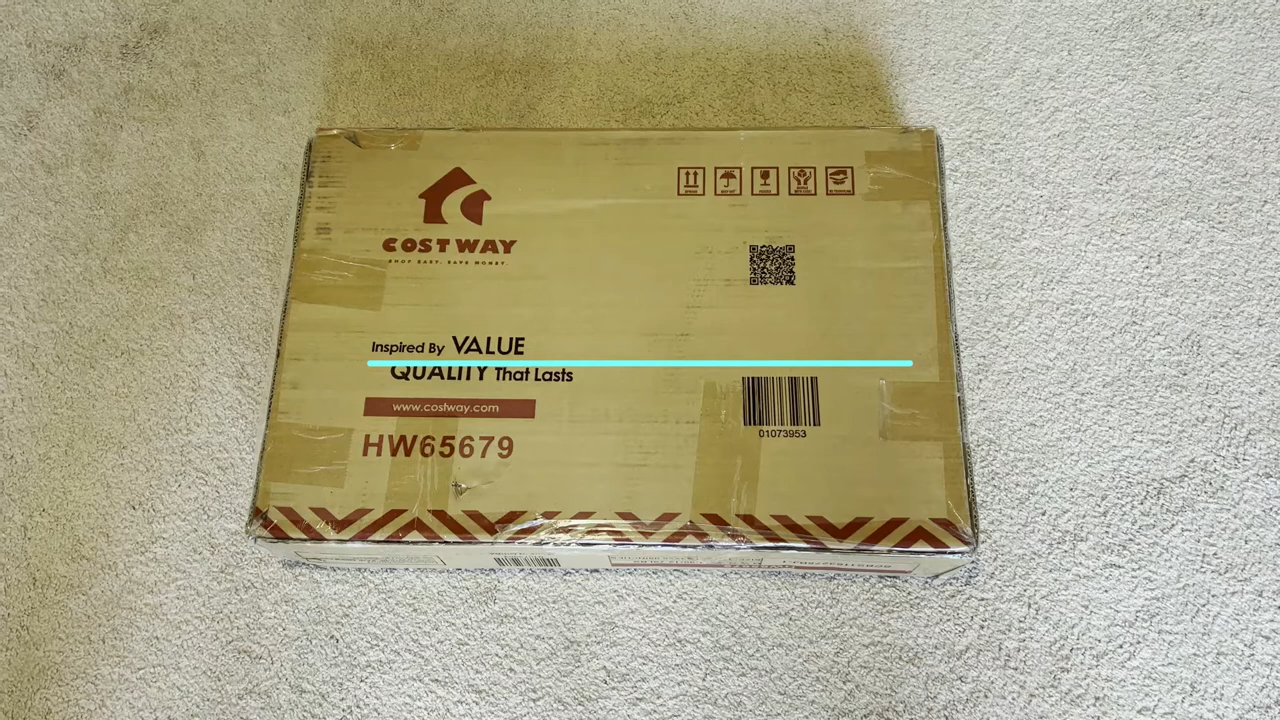 COSTWAY
SHOP EASY. SAVE MONEY.
Inspired By VALUE
QUALITY That Lasts
www.costway.com
HW65679
01073953